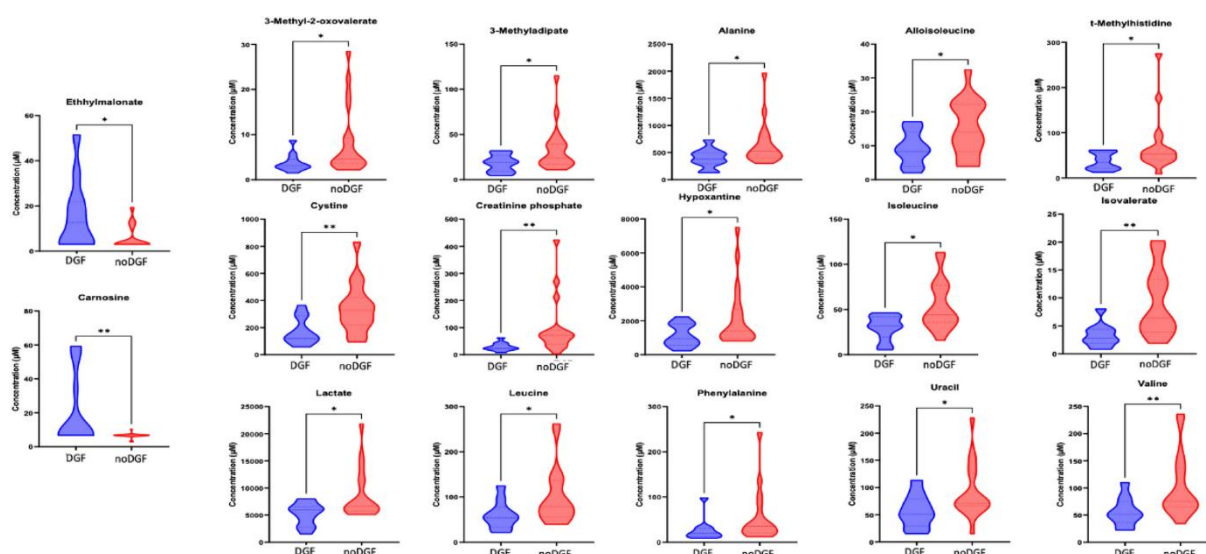 Ethhylmalonate
*
Concentration (μM)
60
40
20
0
DGF
noDGF
Carnosine
**
Concentration (μM)
80
60
40
20
0
DGF
noDGF
3-Methyl-2-oxovalerate
*
Concentration (μM)
30
20
10
0
DGF
noDGF
3-Methyladipate
*
Concentration (μM)
150
100
50
0
DGF
noDGF
Alanine
*
Concentration (μM)
2500
2000
1500
1000
500
0
DGF
noDGF
Alloisoleucine
*
Concentration (μM)
40
30
20
10
0
DGF
noDGF
t-Methylhistidine
*
Concentration (μM)
300
200
100
0
DGF
noDGF
Cystine
**
Concentration (μM)
1000
800
600
400
200
0
DGF
noDGF
Creatinine phosphate
**
Concentration (μM)
500
400
300
200
100
0
DGF
Hypoxantine
*
Concentration (μM)
8000
6000
4000
2000
0
DGF
noDGF
Isoleucine
*
Concentration (μM)
150
100
50
0
DGF
noDGF
Isovalerate
**
Concentration (μM)
25
20
15
10
5
0
DGF
noDGF
Lactate
*
Concentration (μM)
25000
20000
15000
10000
5000
0
DGF
noDGF
Leucine
*
Concentration (μM)
300
200
100
0
DGF
noDGF
Phenylalanine
*
Concentration (μM)
300
200
100
0
DGF
noDGF
Uracil
*
Concentration (μM)
250
200
150
100
50
0
DGF
noDGF
Valine
**
Concentration (μM)
250
200
150
100
50
0
DGF
noDGF